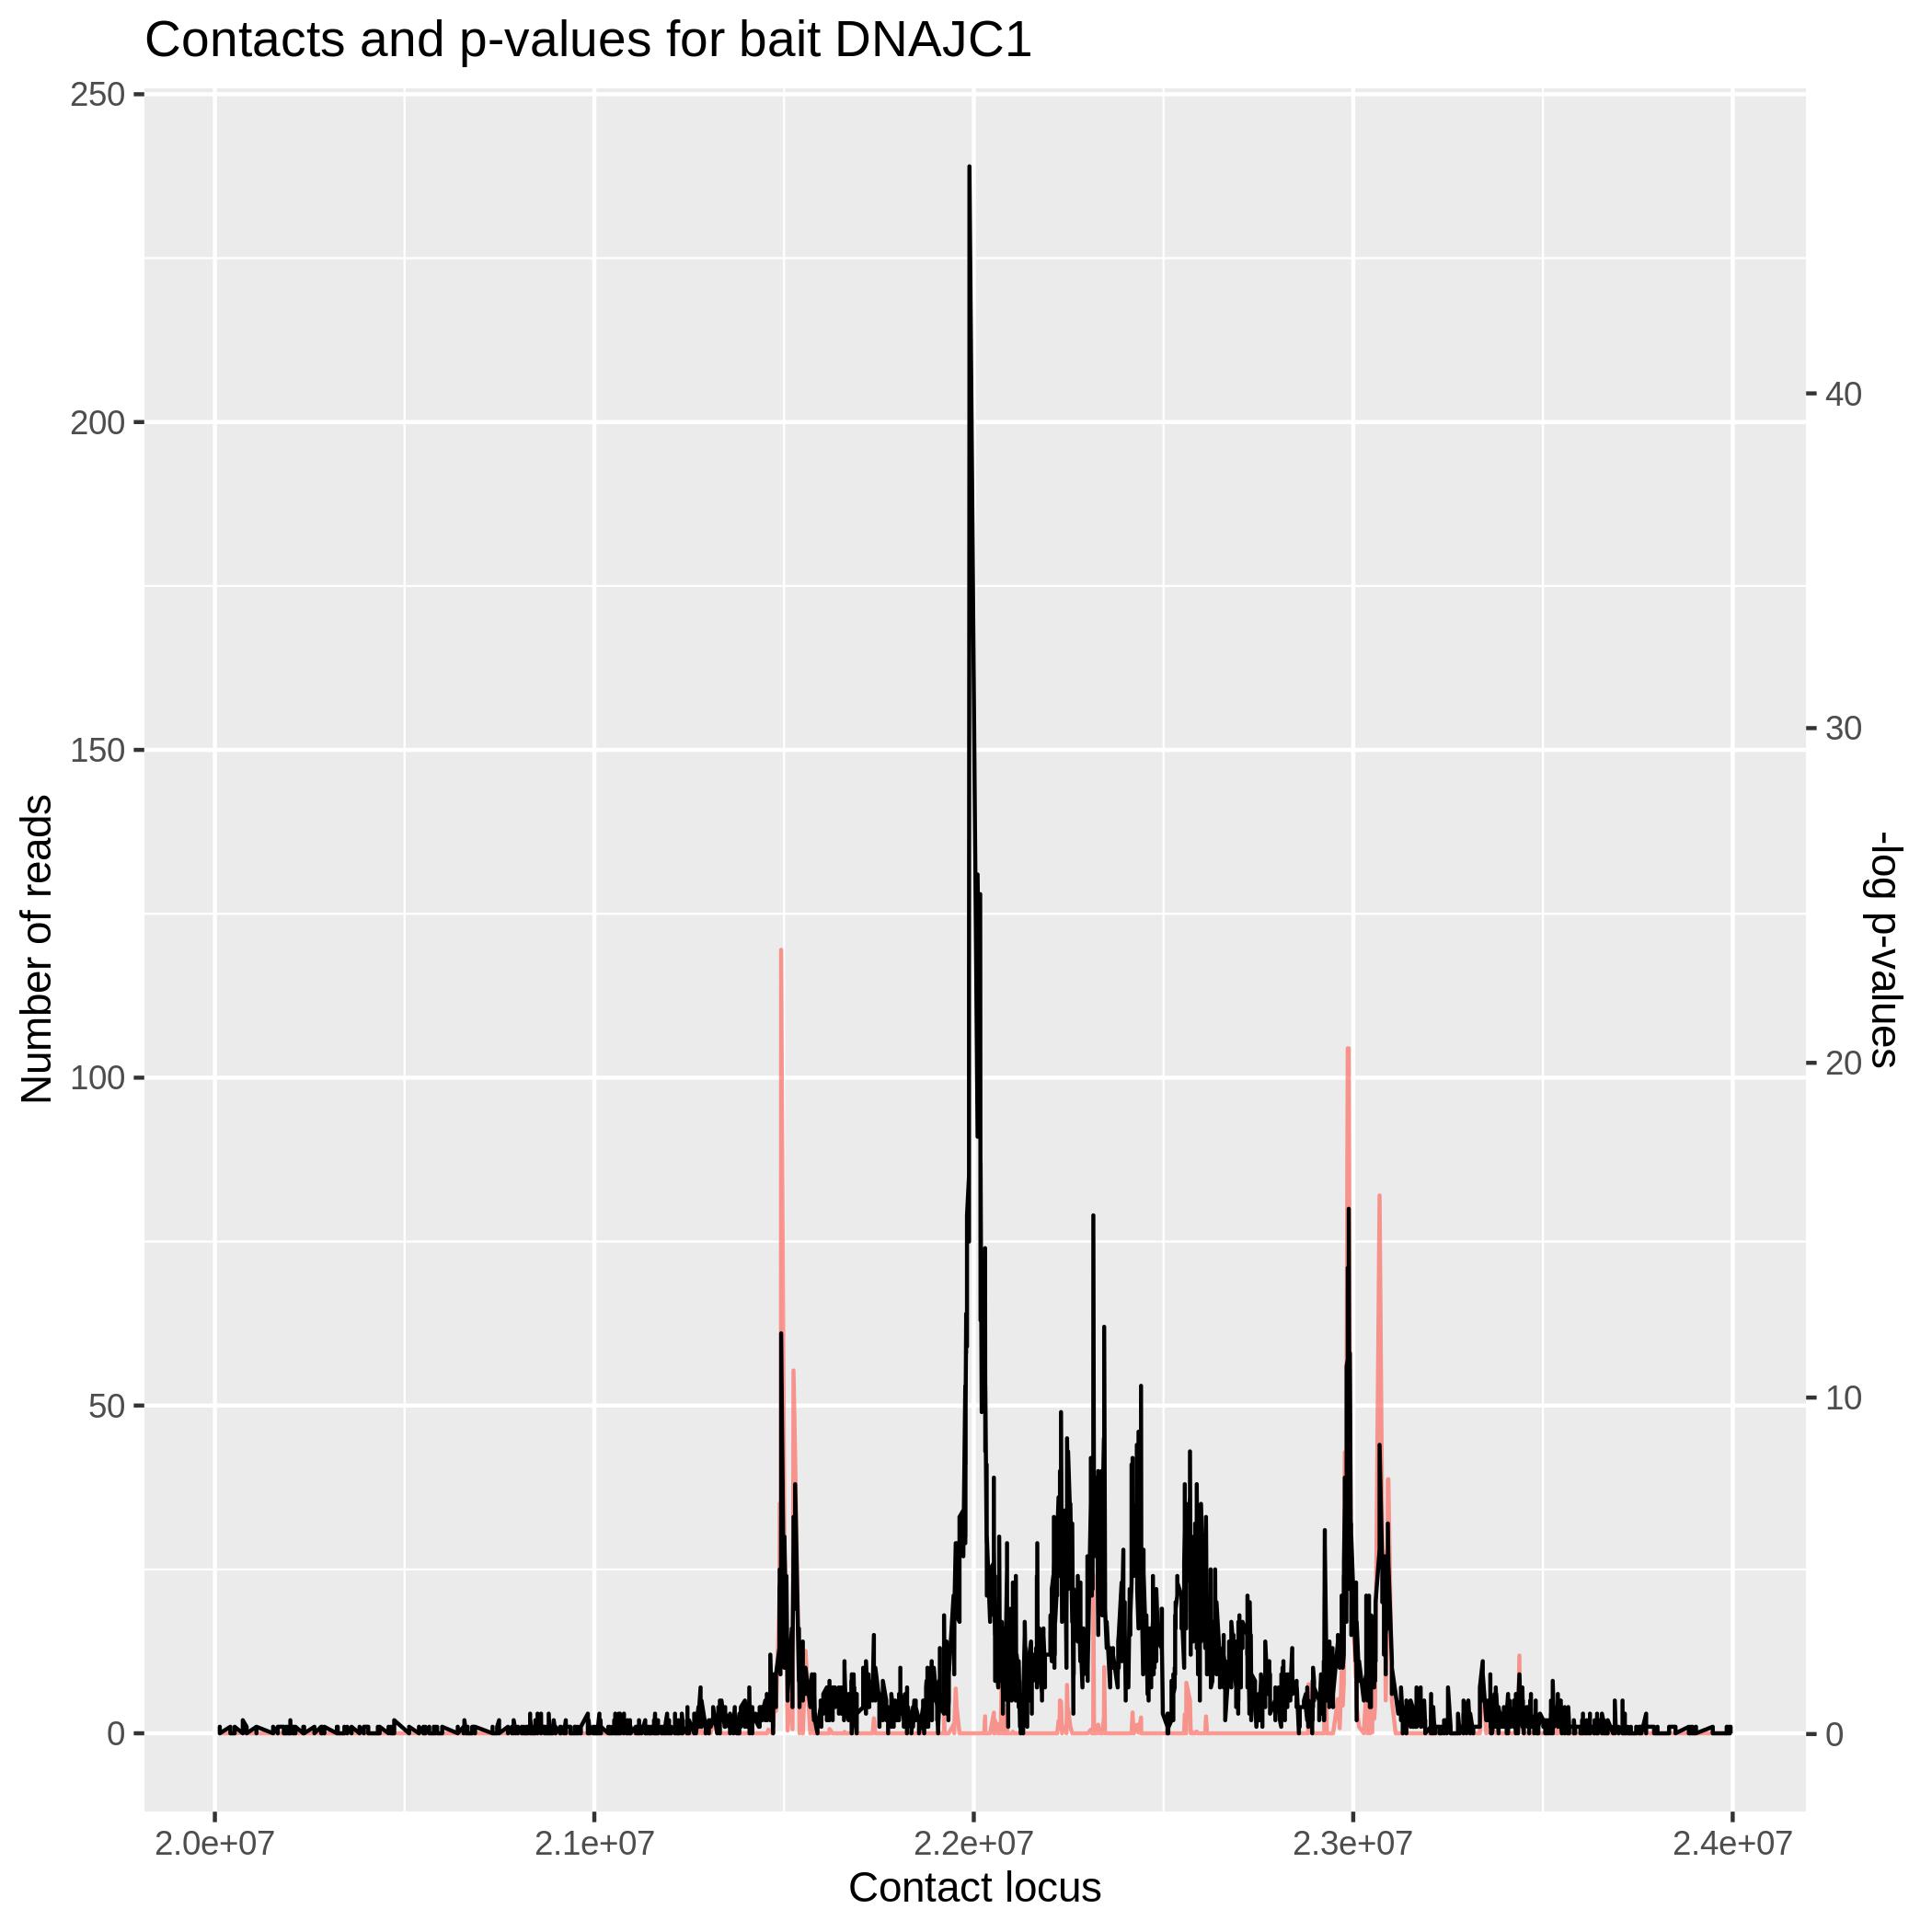 Contacts and p-values for bait DNAJC1
250
200
150
100
50
0
Number of reads
40
30
20
10
0
-log p-values
2.0e+07 2.1e+07 2.2e+07 2.3e+07 2.4e+07
Contact locus